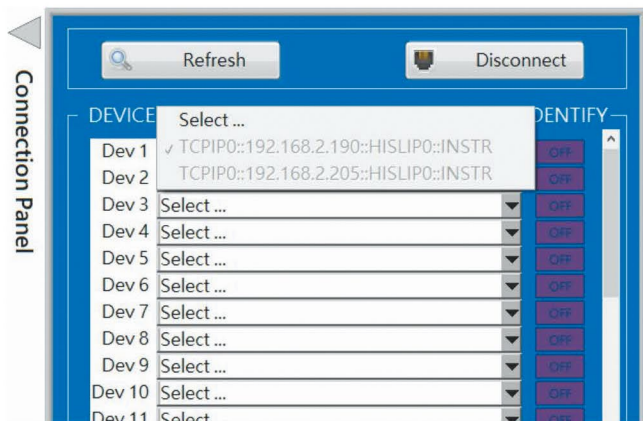 Connection Panel
Refresh Disconnect
DEVICE DENTIFY
Select ...
✓ TCPIP0::192.168.2.190::HISLIP0::INSTR
TCPIP0::192.168.2.205::HISLIP0::INSTR
Dev 1 OFF
Dev 2 OFF
Dev 3 Select ... OFF
Dev 4 Select ... OFF
Dev 5 Select ... OFF
Dev 6 Select ... OFF
Dev 7 Select ... OFF
Dev 8 Select ... OFF
Dev 9 Select ... OFF
Dev 10 Select ... OFF
Dev 11 Select